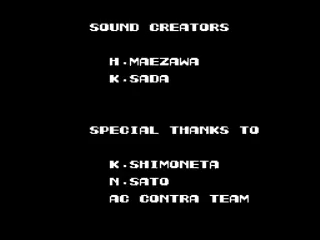 SOUND CREATORS
H.MAEZAWA
K.SADA
SPECIAL THANKS TO
K.SHIMONETA
N.SATO
AC CONTRA TEAM